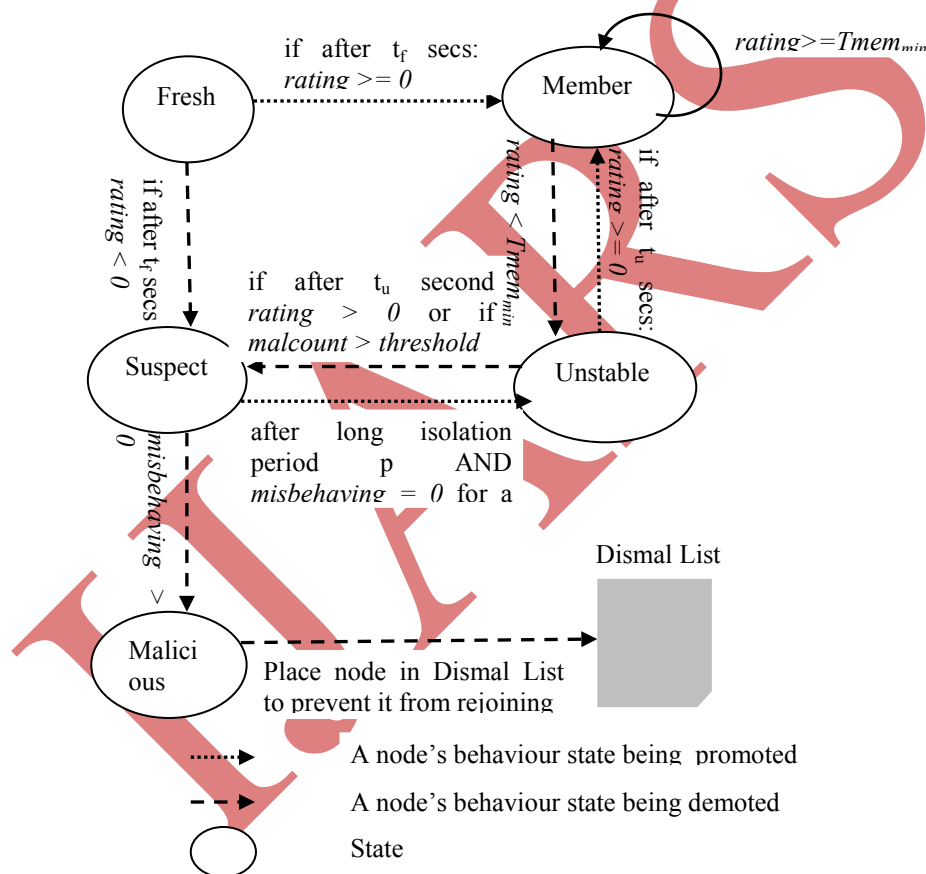 if after t_f secs:
rating >= 0
rating>=Tmem_min
Fresh
Member
if after t_f secs
rating < 0
rating < Tmem_min
if after t_u secs:
rating >= 0
if after t_u second
rating > 0 or if
malcount > threshold
Suspect
Unstable
after long isolation
period p AND
misbehaving = 0 for a
misbehaving >
0
Dismal List
Malici
ous
Place node in Dismal List
to prevent it from rejoining
A node's behaviour state being promoted
A node's behaviour state being demoted
State